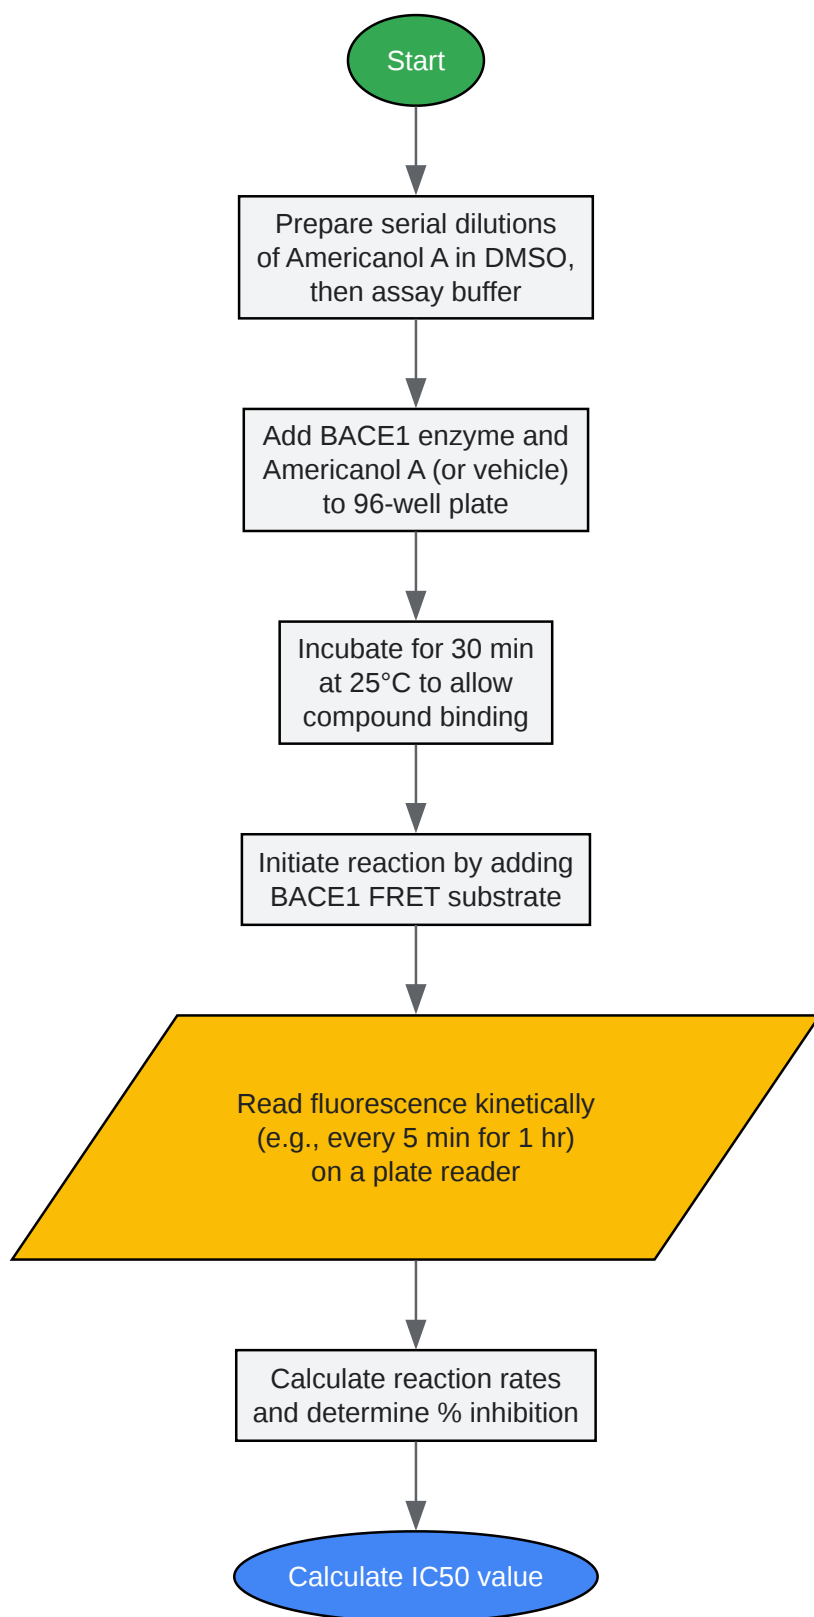 Start
Prepare serial dilutions
of Americanol A in DMSO,
then assay buffer
Add BACE1 enzyme and
Americanol A (or vehicle)
to 96-well plate
Incubate for 30 min
at 25°C to allow
compound binding
Initiate reaction by adding
BACE1 FRET substrate
Read fluorescence kinetically
(e.g., every 5 min for 1 hr)
on a plate reader
Calculate reaction rates
and determine % inhibition
Calculate IC50 value